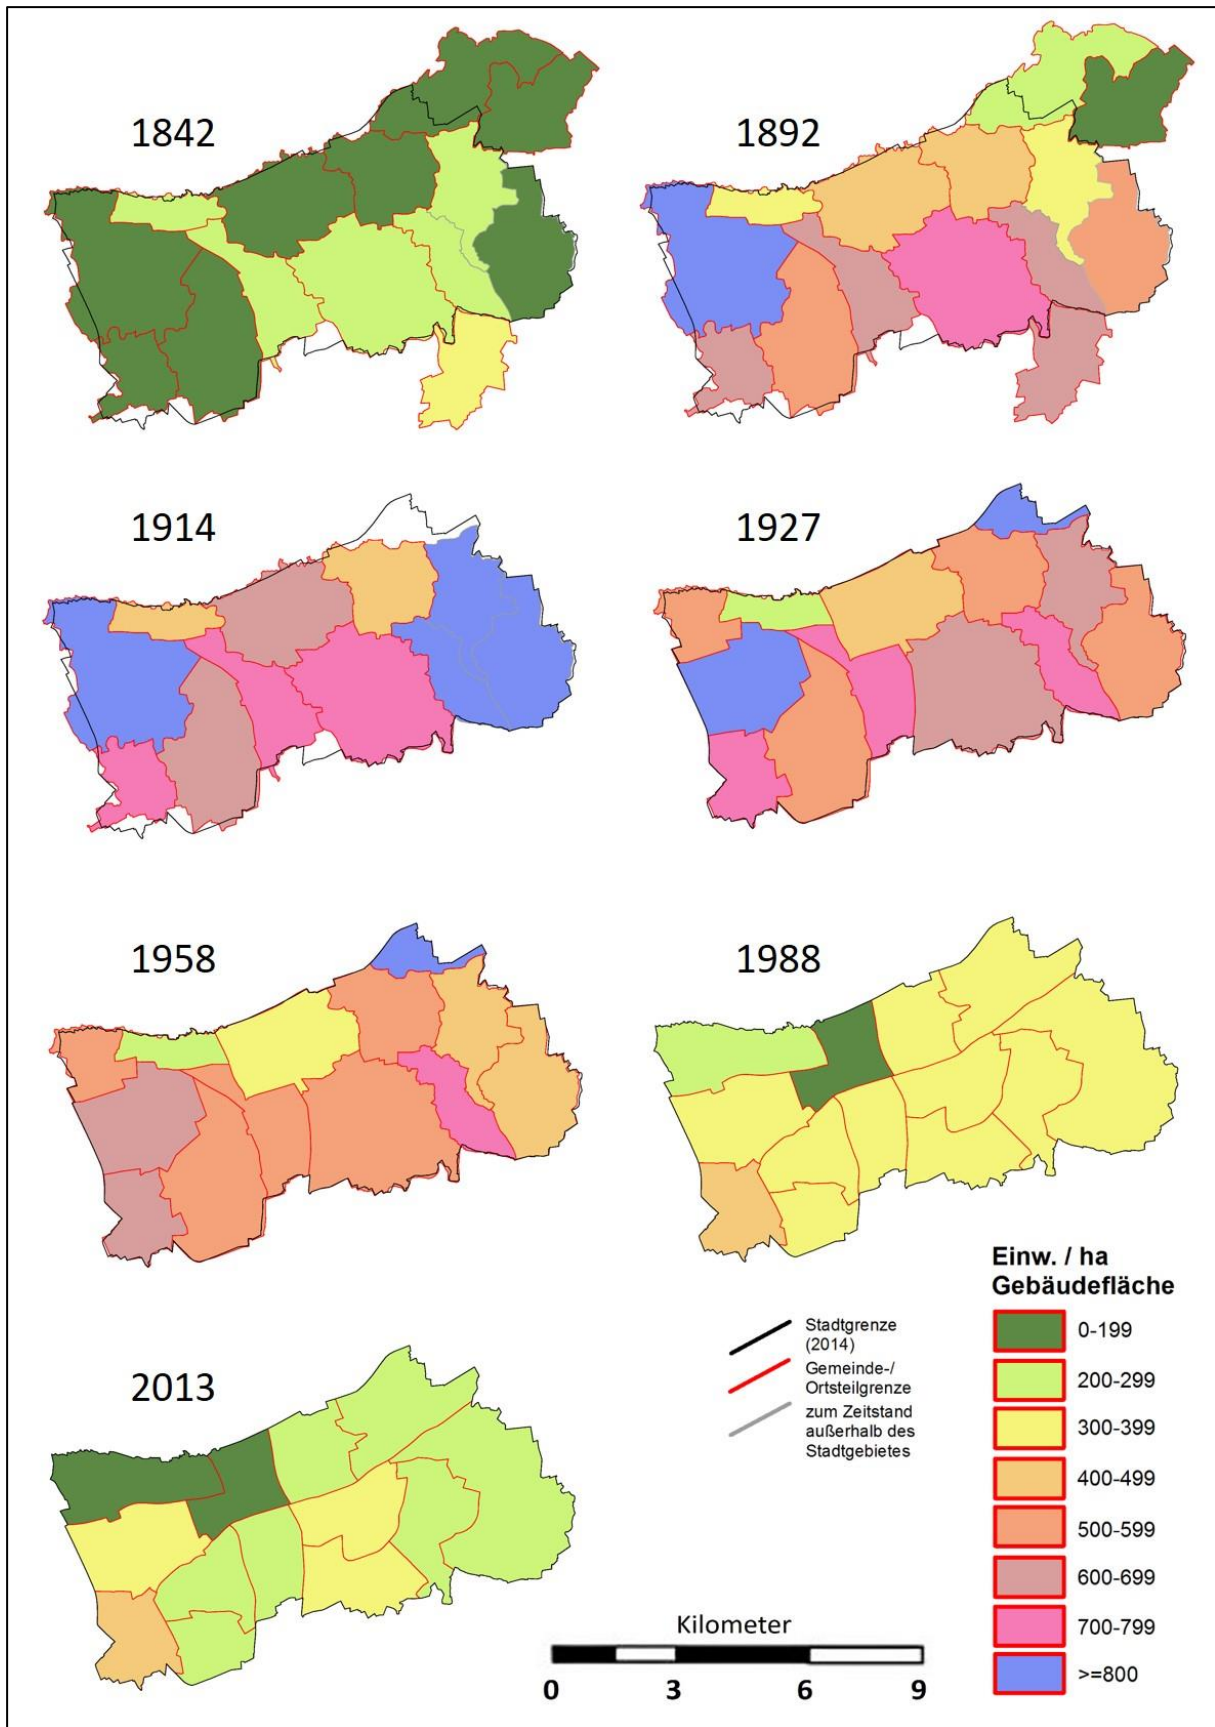 1842
1892
1914
1927
1958
1988
2013
Einw. / ha
Gebäudefläche
0-199
200-299
300-399
400-499
500-599
600-699
700-799
>=800
Stadtgrenze
(2014)
Gemeinde-/
Ortsteilgrenze
zum Zeitstand
außerhalb des
Stadtgebietes
Kilometer
0 3 6 9